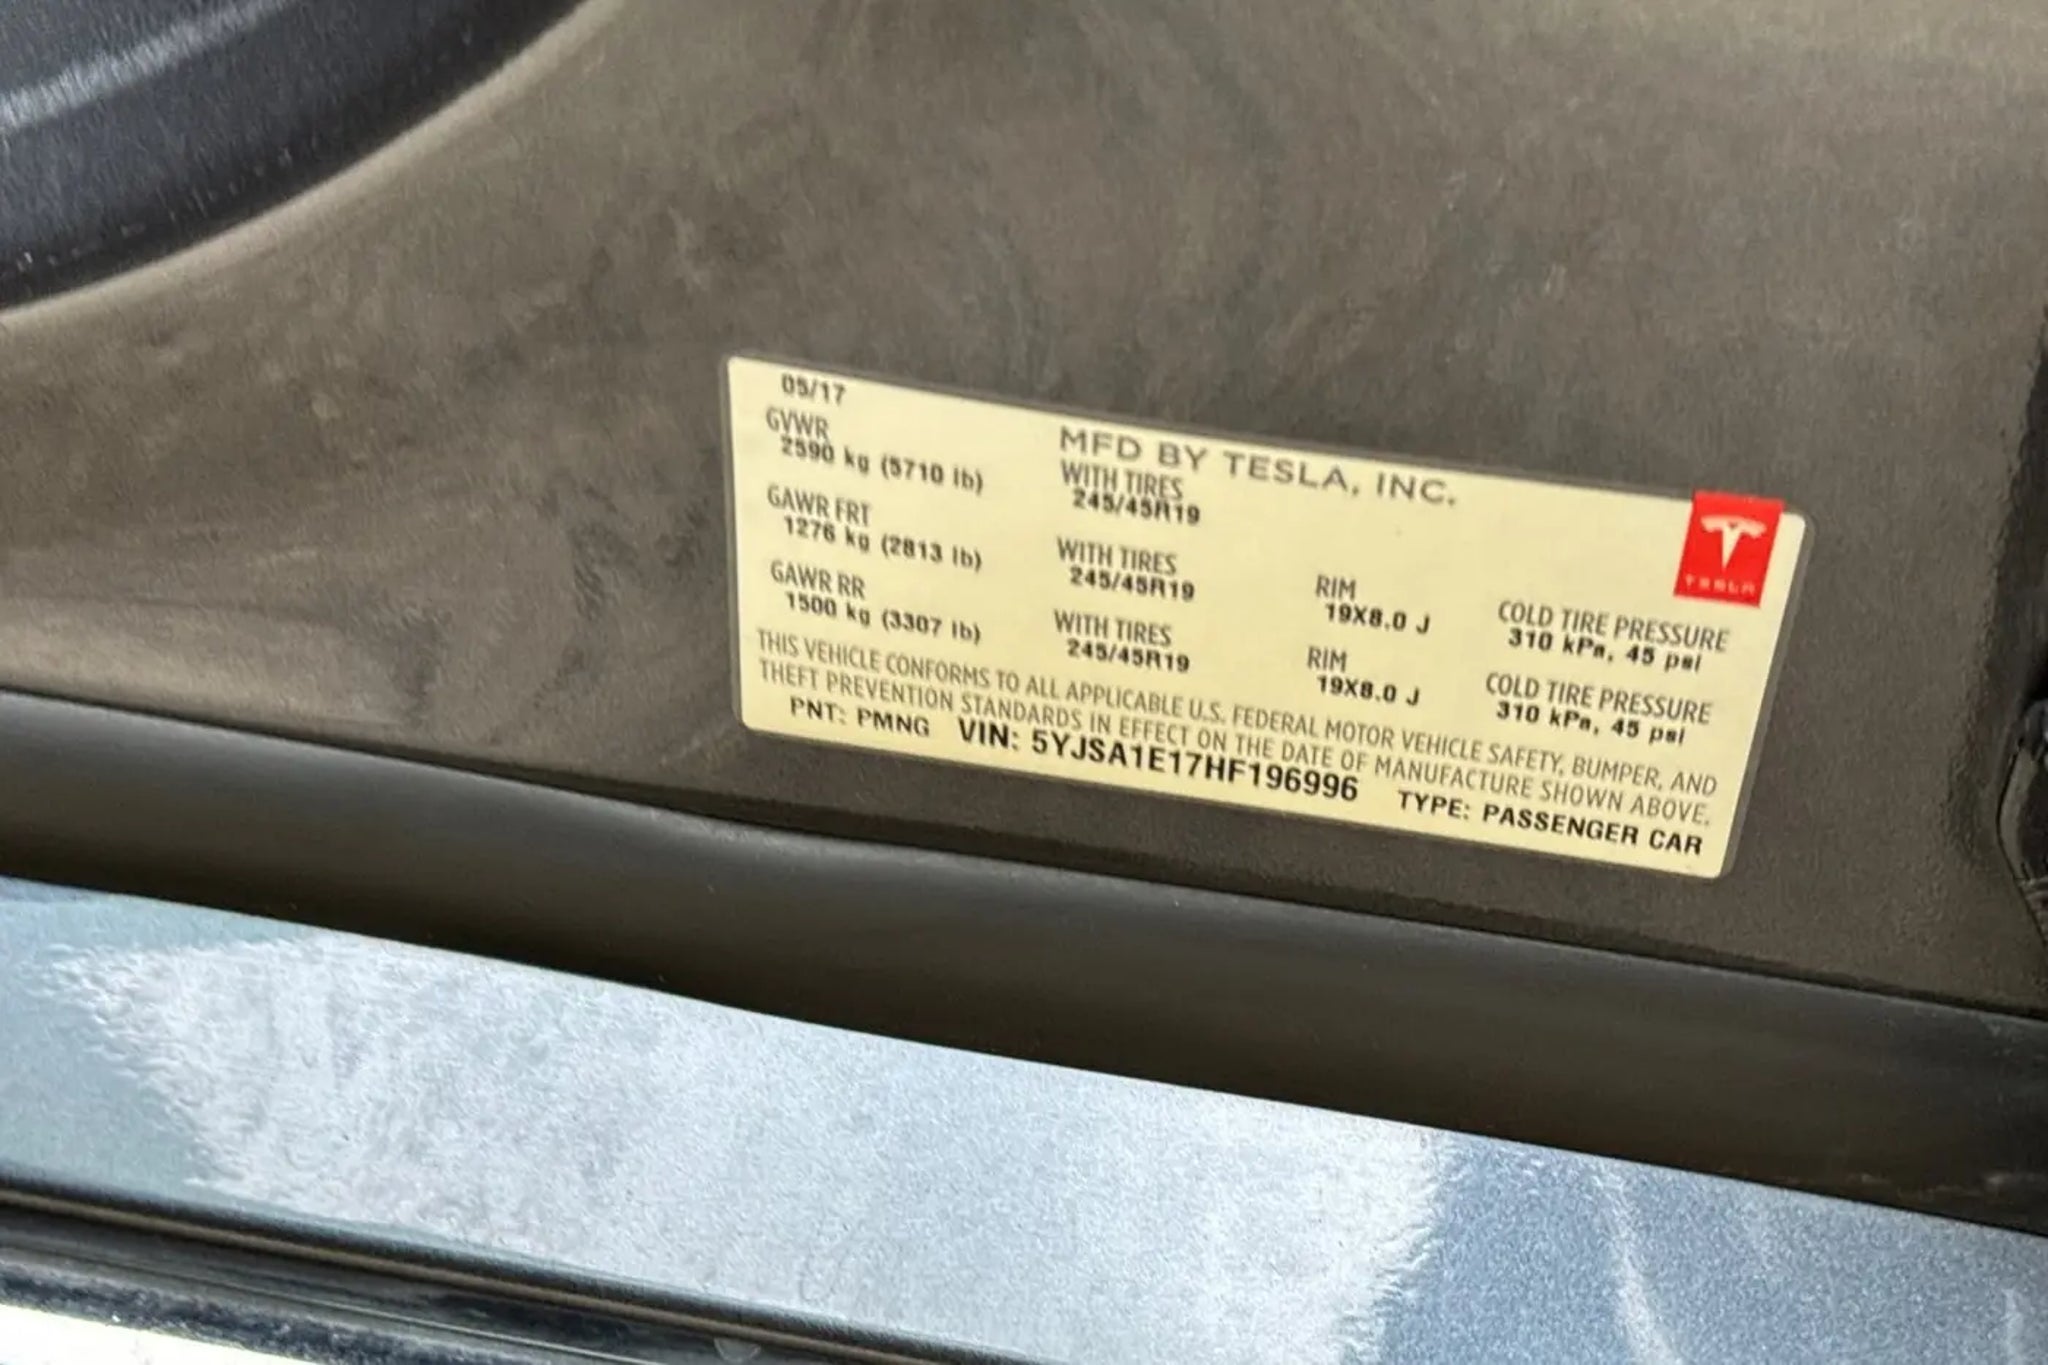 05/17
MFD BY TESLA, INC.
GVWR WITH TIRES
2590 kg (5710 lb) 245/45R19
GAWR FRT WITH TIRES RIM COLD TIRE PRESSURE
1276 kg (2813 lb) 245/45R19 19X8.0 J 310 kPa, 45 psi
GAWR RR WITH TIRES RIM COLD TIRE PRESSURE
1500 kg (3307 lb) 245/45R19 19X8.0 J 310 kPa, 45 psi
THIS VEHICLE CONFORMS TO ALL APPLICABLE U.S. FEDERAL MOTOR VEHICLE SAFETY, BUMPER, AND
THEFT PREVENTION STANDARDS IN EFFECT ON THE DATE OF MANUFACTURE SHOWN ABOVE.
PNT: PMNG VIN: 5YJSA1E17HF196996 TYPE: PASSENGER CAR
TESLA